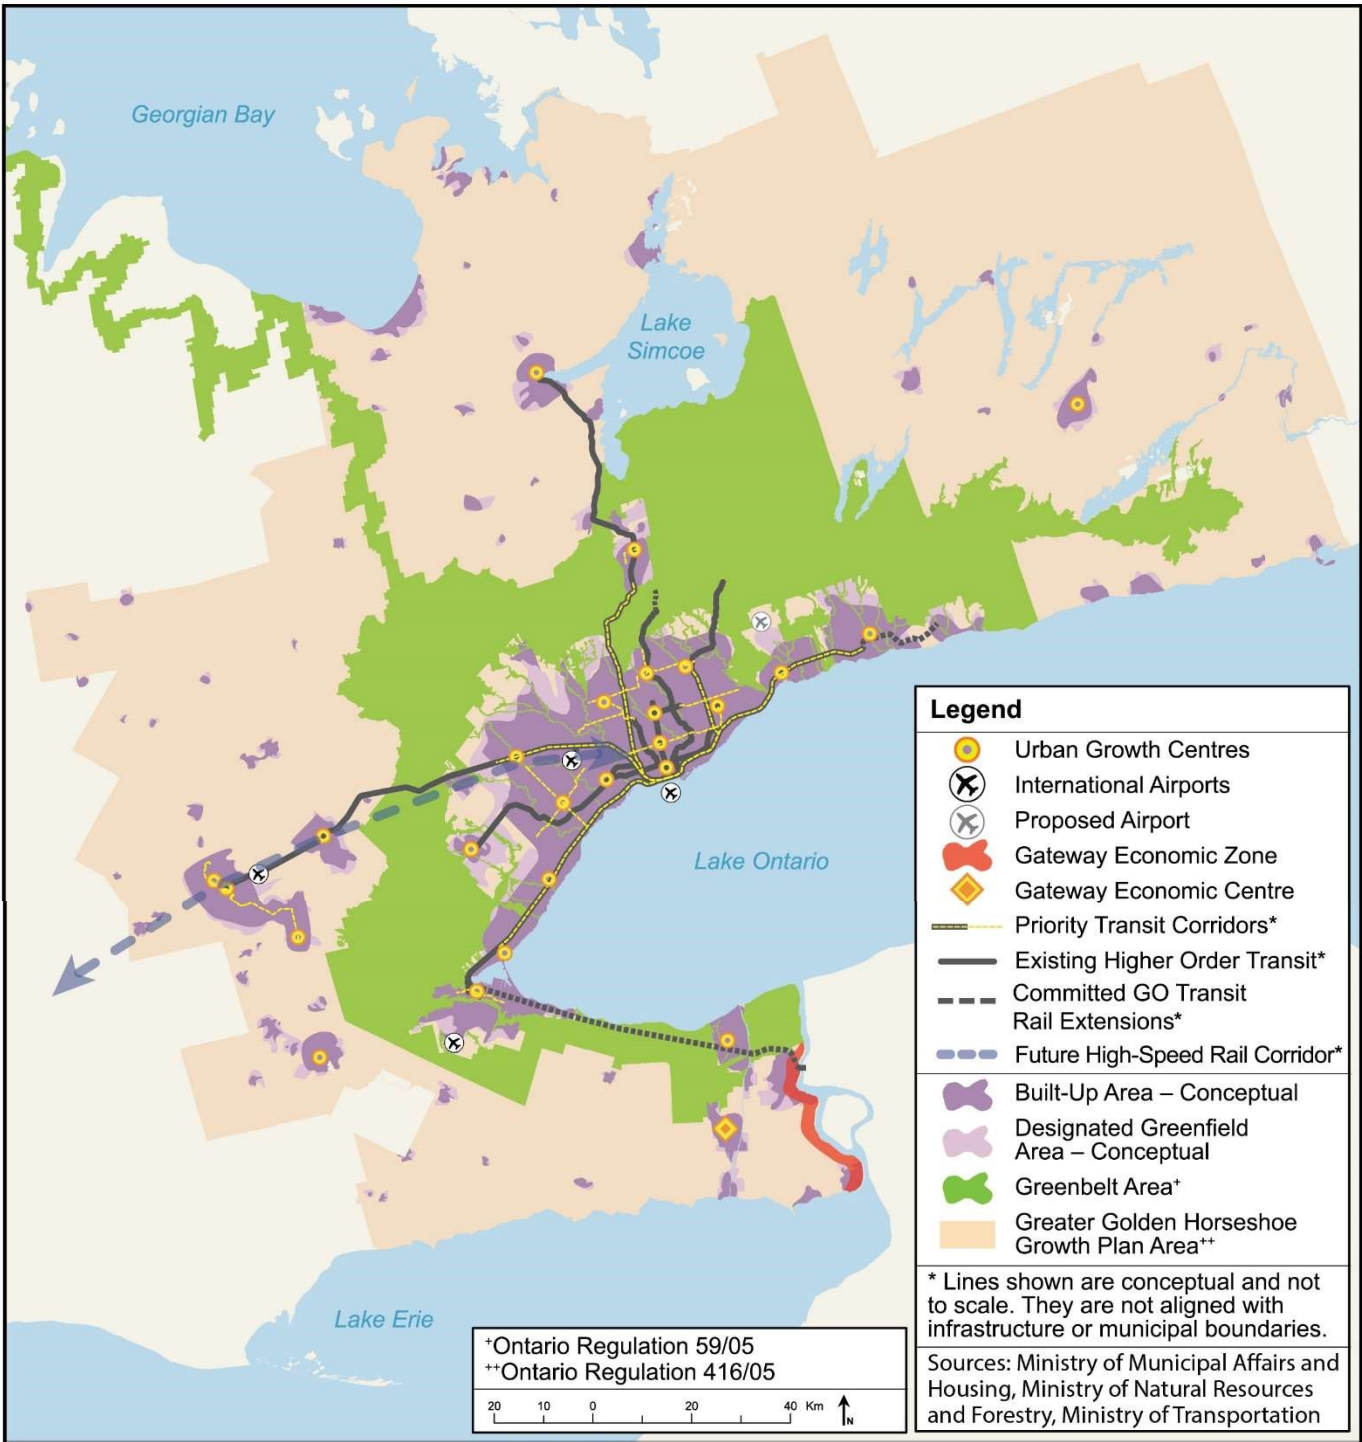 Georgian Bay
Lake
Simcoe
Lake Ontario
Lake Erie
Legend
Urban Growth Centres
International Airports
Proposed Airport
Gateway Economic Zone
Gateway Economic Centre
Priority Transit Corridors*
Existing Higher Order Transit*
Committed GO Transit
Rail Extensions*
Future High-Speed Rail Corridor*
Built-Up Area – Conceptual
Designated Greenfield
Area – Conceptual
Greenbelt Area+
Greater Golden Horseshoe
Growth Plan Area++
* Lines shown are conceptual and not
to scale. They are not aligned with
infrastructure or municipal boundaries.
Sources: Ministry of Municipal Affairs and
Housing, Ministry of Natural Resources
and Forestry, Ministry of Transportation
+Ontario Regulation 59/05
++Ontario Regulation 416/05
20 10 0 20 40 Km N